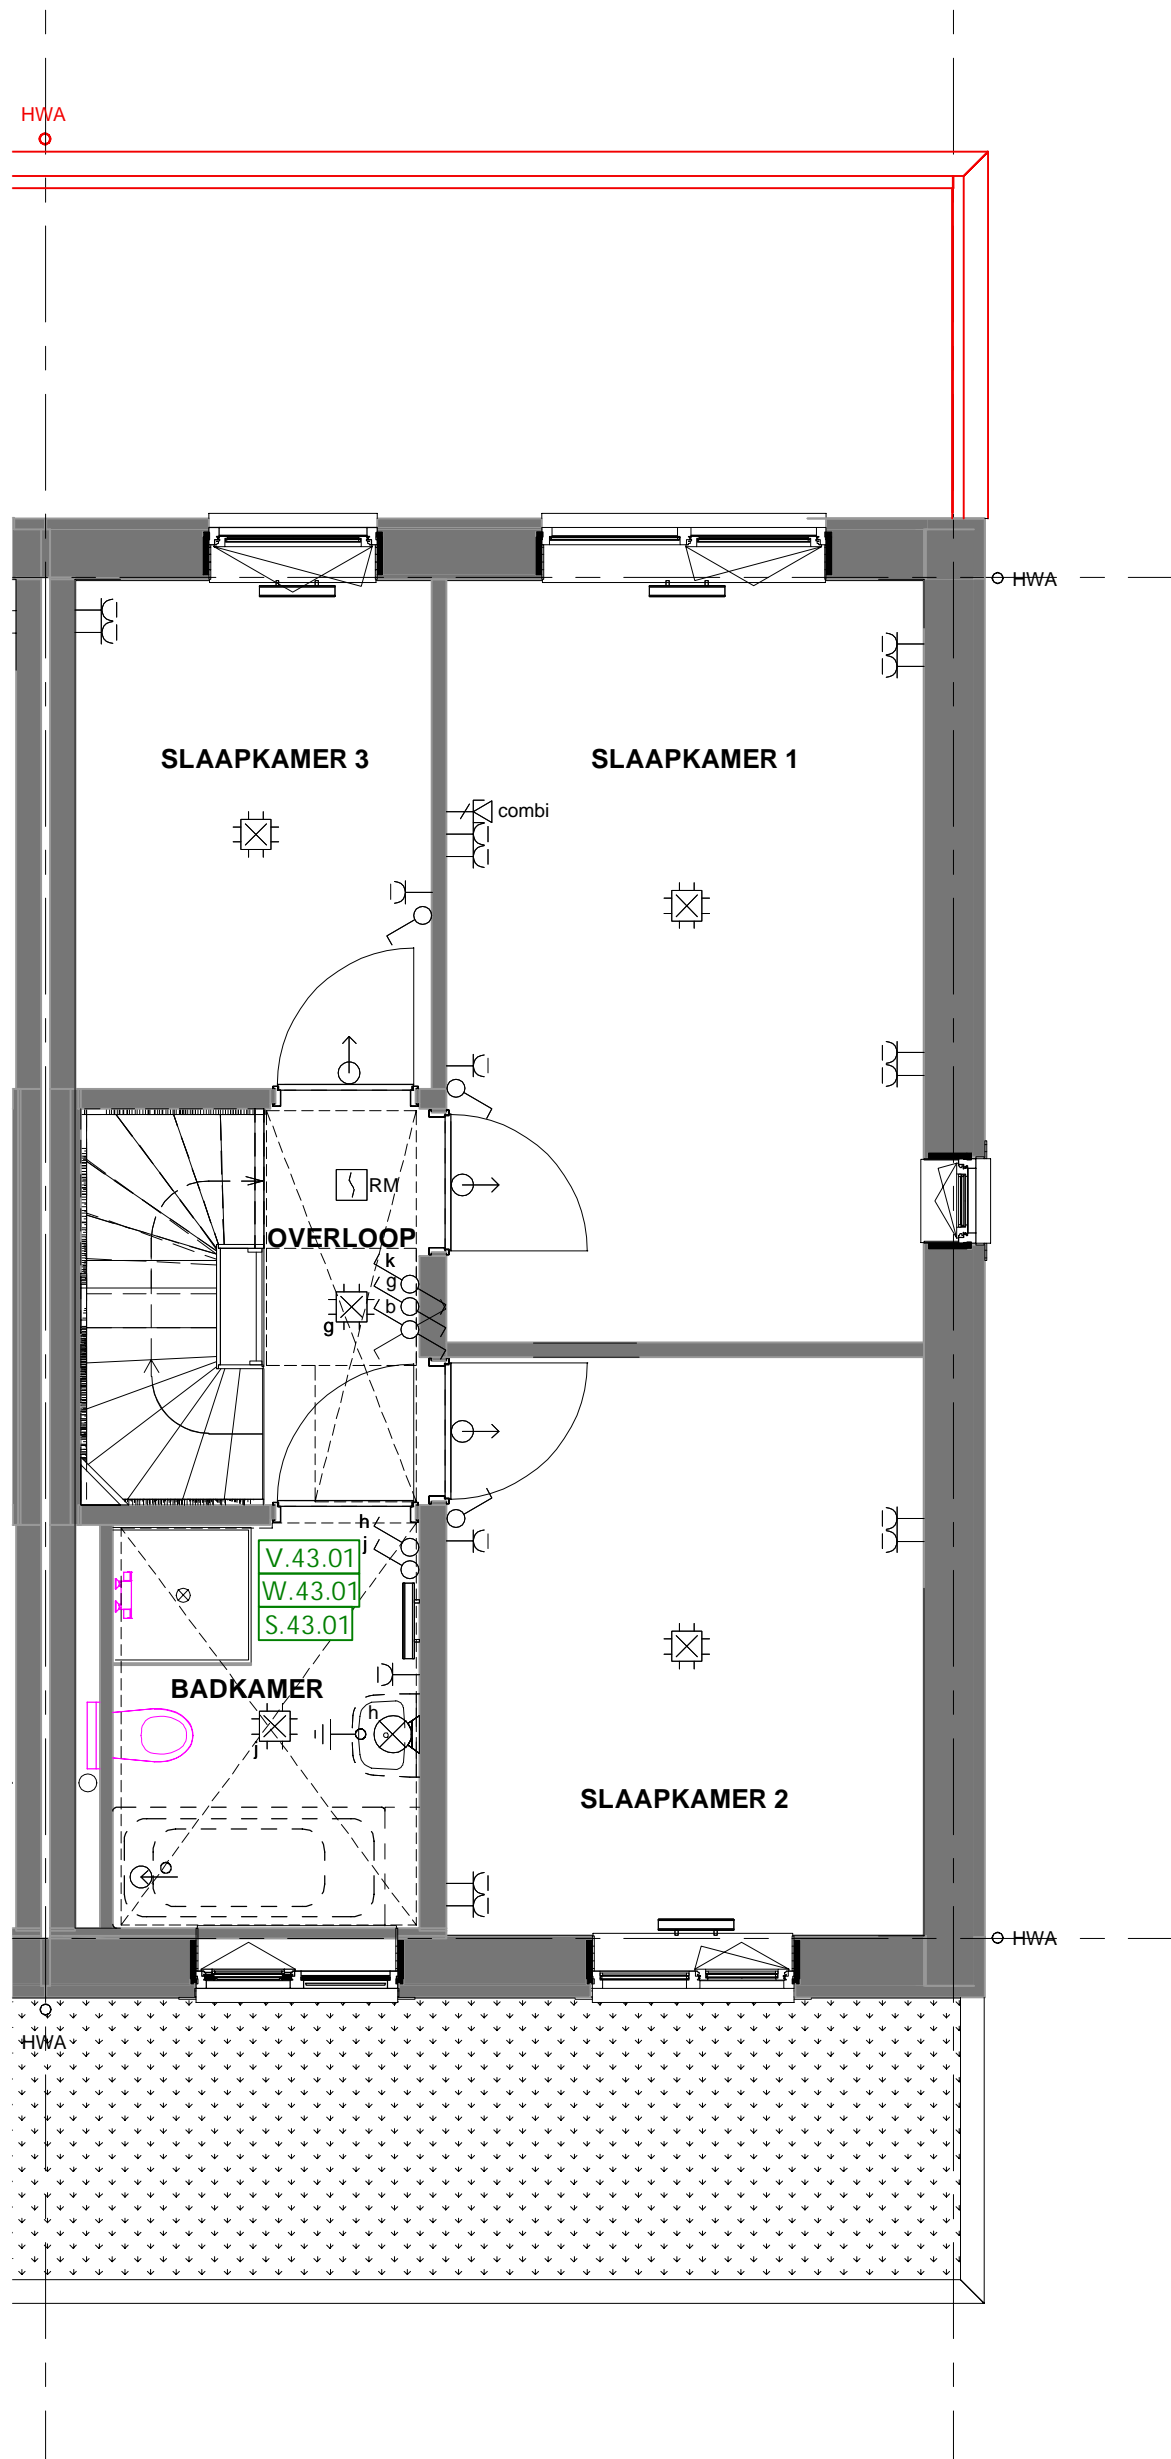 HWA
HWA
SLAAPKAMER 3
SLAAPKAMER 1
combi
RM
OVERLOOP
k
g
b
g
h
j
V.43.01
W.43.01
S.43.01
BADKAMER
h
j
SLAAPKAMER 2
HWA
HWA